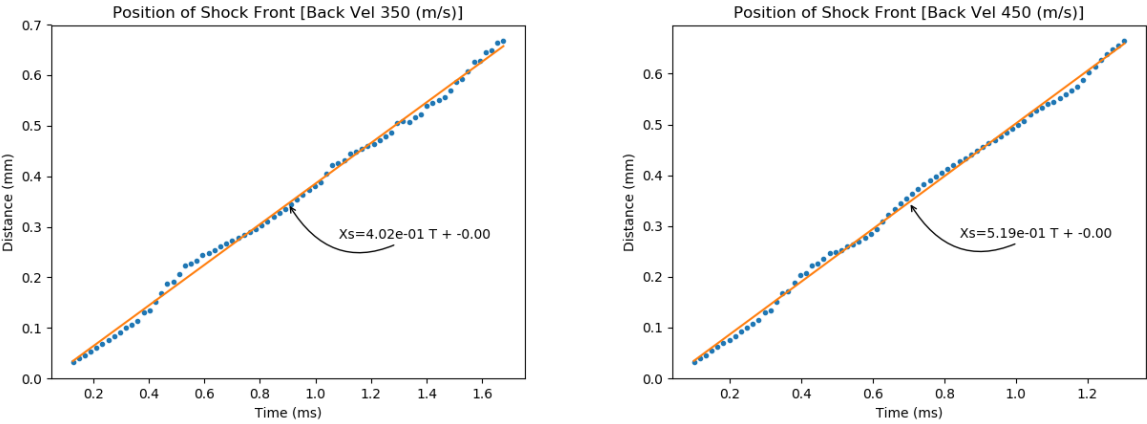 Position of Shock Front [Back Vel 350 (m/s)]
0.7
0.6
0.5
0.4
0.3
0.2
0.1
0.0
Distance (mm)
Xs=4.02e-01 T + -0.00
0.2 0.4 0.6 0.8 1.0 1.2 1.4 1.6
Time (ms)
Position of Shock Front [Back Vel 450 (m/s)]
0.6
0.5
0.4
0.3
0.2
0.1
0.0
Distance (mm)
Xs=5.19e-01 T + -0.00
0.2 0.4 0.6 0.8 1.0 1.2
Time (ms)